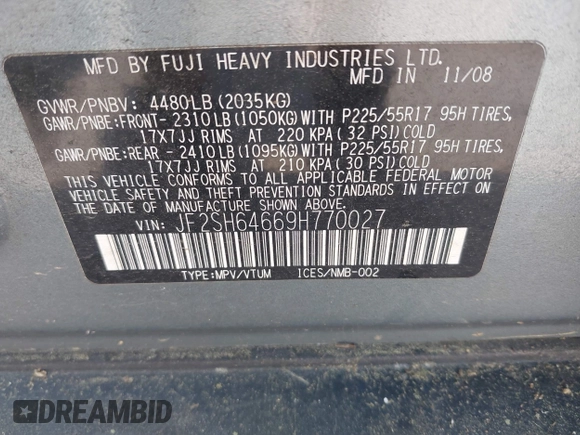 MFD BY FUJI HEAVY INDUSTRIES LTD.
MFD. IN 11/08
GVWR/PNBV: 4480LB (2035KG)
GAWR/PNBE:FRONT- 2310LB (1050KG)WITH P225/55R17 95H TIRES,
17X7JJ RIMS AT 220 KPA ( 32 PSI)COLD
GAWR/PNBE:REAR - 2410LB (1095KG)WITH P225/55R17 95H TIRES,
17X7JJ RIMS AT 210 KPA ( 30 PSI)COLD
THIS VEHICLE CONFORMS TO ALL APPLICABLE FEDERAL MOTOR
VEHICLE SAFETY AND THEFT PREVENTION STANDARDS IN EFFECT ON
THE DATE OF MANUFACTURE SHOWN ABOVE.
VIN: JF2SH64669H770027
TYPE:MPV/VTUM ICES/NMB-002
DREAMBID